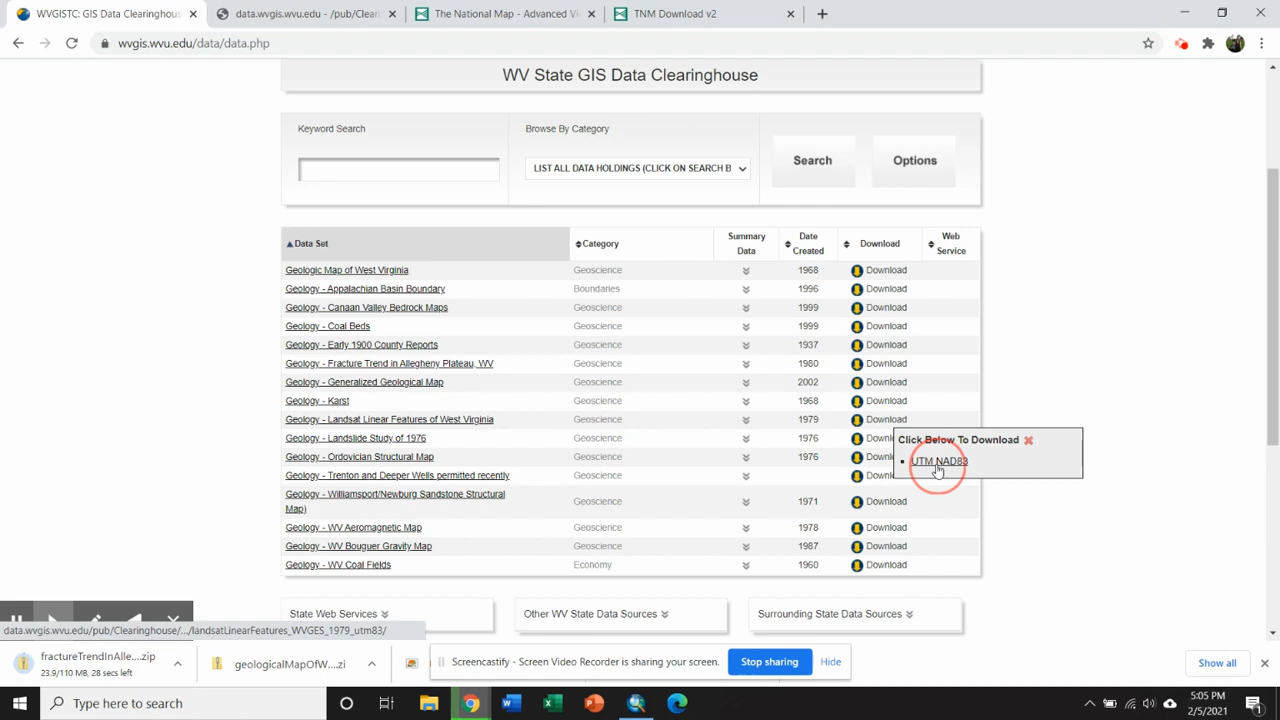 WVGISTC: GIS Data Clearinghouse
data.wvgis.wvu.edu - /pub/Clear
The National Map - Advanced Vi
TNM Download v2
wvgis.wvu.edu/data/data.php
WV State GIS Data Clearinghouse
Keyword Search
Browse By Category
LIST ALL DATA HOLDINGS (CLICK ON SEARCH B
Search
Options
Data Set
Category
Summary Data
Date Created
Download
Web Service
Geologic Map of West Virginia Geoscience 1968 Download
Geology - Appalachian Basin Boundary Boundaries 1996 Download
Geology - Canaan Valley Bedrock Maps Geoscience 1999 Download
Geology - Coal Beds Geoscience 1999 Download
Geology - Early 1900 County Reports Geoscience 1937 Download
Geology - Fracture Trend in Allegheny Plateau, WV Geoscience 1980 Download
Geology - Generalized Geological Map Geoscience 2002 Download
Geology - Karst Geoscience 1968 Download
Geology - Landsat Linear Features of West Virginia Geoscience 1979 Download
Click Below To Download
UTM NAD83
Geology - Landslide Study of 1976 Geoscience 1976
Geology - Ordovician Structural Map Geoscience 1976
Geology - Trenton and Deeper Wells permitted recently
Geology - Williamsport/Newburg Sandstone Structural
Map) Geoscience 1971 Download
Geology - WV Aeromagnetic Map Geoscience 1978 Download
Geology - WV Bouguer Gravity Map Geoscience 1987 Download
Geology - WV Coal Fields Economy 1960 Download
State Web Services
Other WV State Data Sources
Surrounding State Data Sources
data.wvgis.wvu.edu/pub/Clearinghouse/.../landsatLinearFeatures_WVGES_1979_utm83/
fractureTrendInAlle....zip
23.9/110 MB, 28 secs left
geologicalMapOfW....zi
Screencastify - Screen Video Recorder is sharing your screen.
Stop sharing
Hide
Show all
Type here to search
5:05 PM
2/5/2021